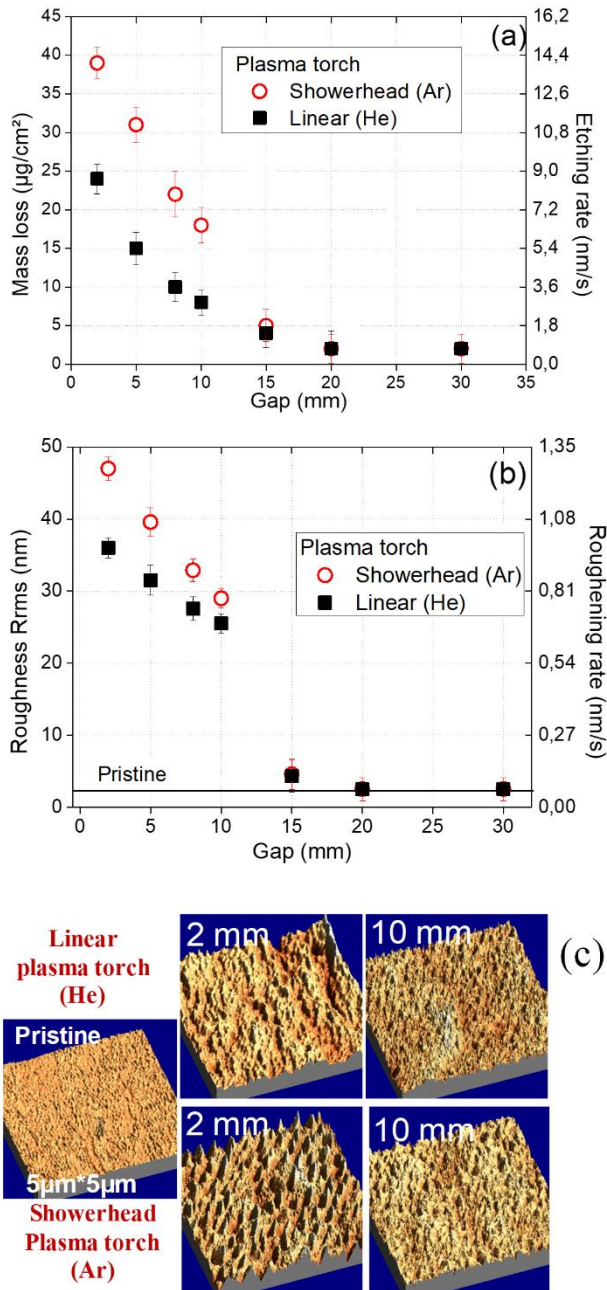 (a)
Plasma torch
Showerhead (Ar)
Linear (He)
Mass loss (µg/cm²)
45
40
35
30
25
20
15
10
5
0
Etching rate (nm/s)
16,2
14,4
12,6
10,8
9,0
7,2
5,4
3,6
1,8
0,0
0 5 10 15 20 25 30 35
Gap (mm)
(b)
Plasma torch
Showerhead (Ar)
Linear (He)
Roughness Rrms (nm)
50
40
30
20
10
0
Pristine
Roughening rate (nm/s)
1,35
1,08
0,81
0,54
0,27
0,00
0 5 10 15 20 25 30
Gap (mm)
(c)
Linear
plasma torch
(He)
2 mm
10 mm
Pristine
5µm*5µm
2 mm
10 mm
Showerhead
Plasma torch
(Ar)